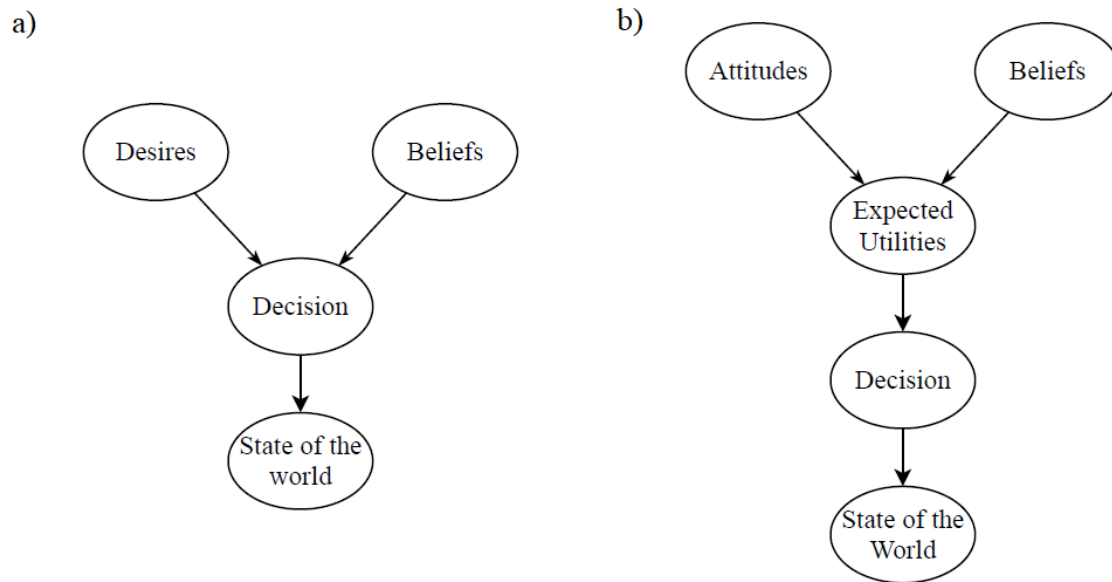 a)
Desires
Beliefs
Decision
State of the
world
b)
Attitudes
Beliefs
Expected
Utilities
Decision
State of the
World